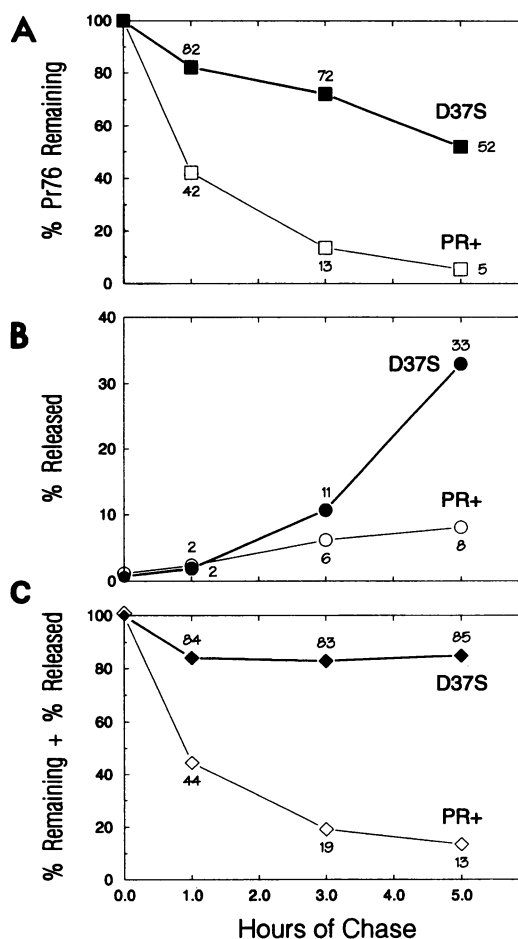 A
% Pr76 Remaining
100
80
60
40
20
0
82
72
D37S
52
42
13
PR+
5
B
% Released
40
30
20
10
0
33
D37S
11
PR+
2
2
6
8
C
% Remaining + % Released
100
80
60
40
20
0
84
83
85
D37S
44
19
PR+
13
0.0 1.0 2.0 3.0 4.0 5.0
Hours of Chase